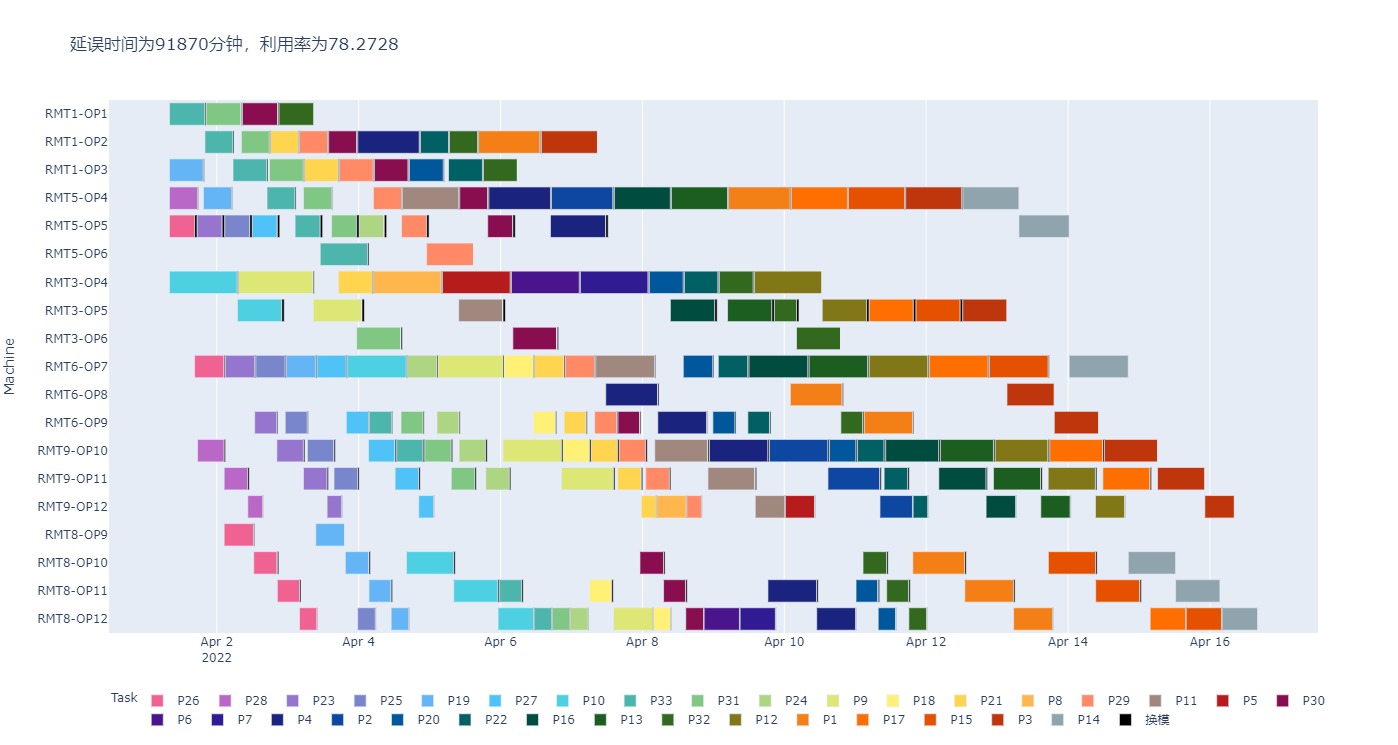 延误时间为91870分钟，利用率为78.2728
RMT1-OP1
RMT1-OP2
RMT1-OP3
RMT5-OP4
RMT5-OP5
RMT5-OP6
RMT3-OP4
RMT3-OP5
RMT3-OP6
RMT6-OP7
RMT6-OP8
RMT6-OP9
RMT9-OP10
RMT9-OP11
RMT9-OP12
RMT8-OP9
RMT8-OP10
RMT8-OP11
RMT8-OP12
Machine
Apr 2 Apr 4 Apr 6 Apr 8 Apr 10 Apr 12 Apr 14 Apr 16
2022
Task P26 P28 P23 P25 P19 P27 P10 P33 P31 P24 P9 P18 P21 P8 P29 P11 P5 P30
P6 P7 P4 P2 P20 P22 P16 P13 P32 P12 P1 P17 P15 P3 P14 换模